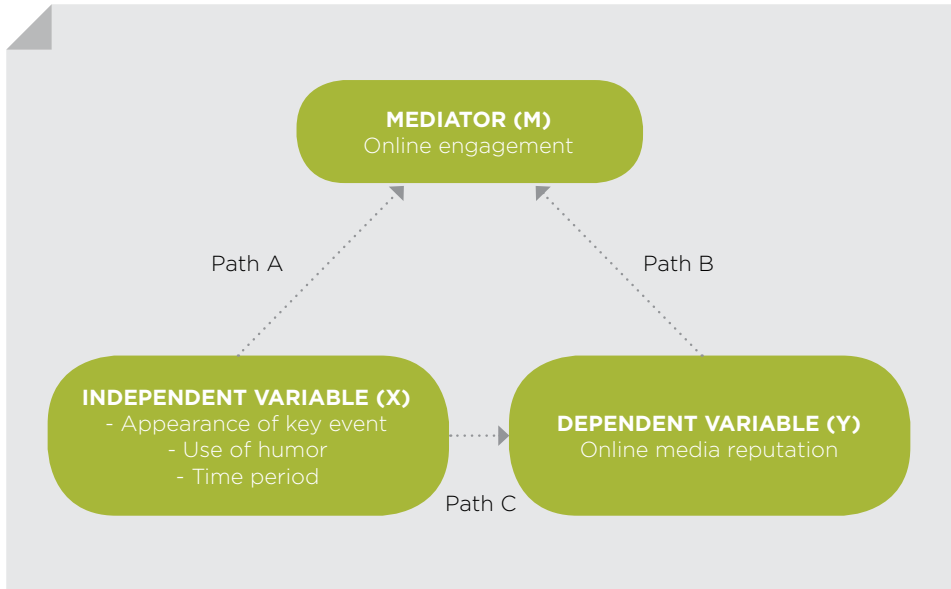 MEDIATOR (M)
Online engagement
Path A
Path B
INDEPENDENT VARIABLE (X)
- Appearance of key event
- Use of humor
- Time period
DEPENDENT VARIABLE (Y)
Online media reputation
Path C